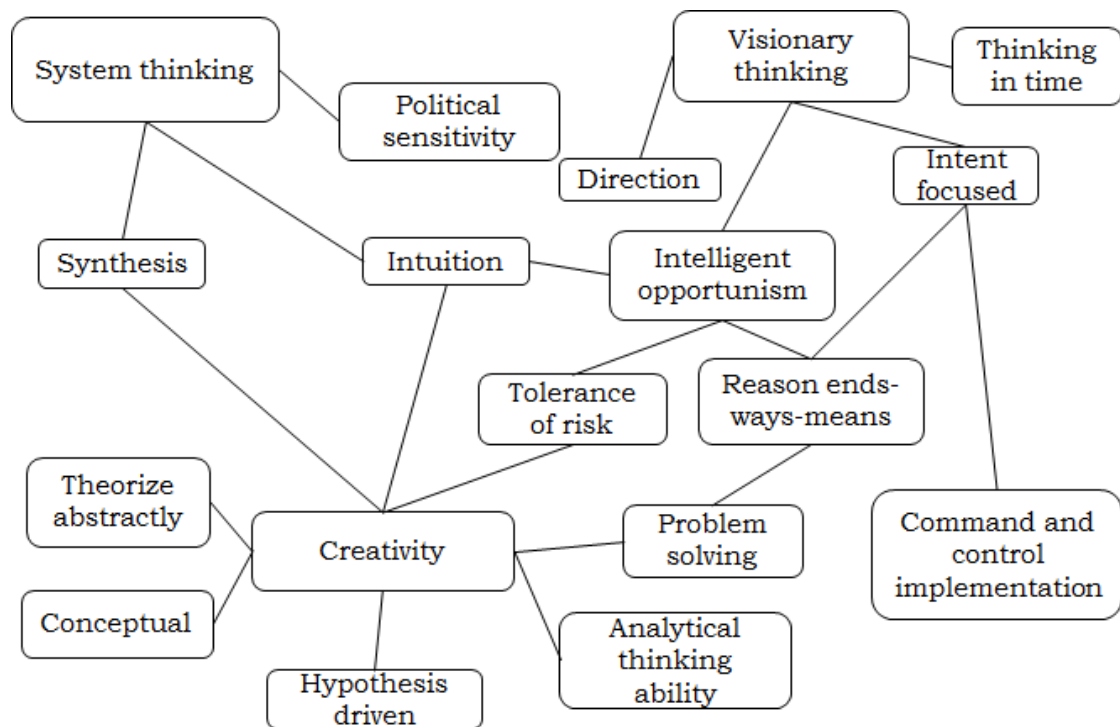 System thinking
Visionary
thinking
Thinking
in time
Political
sensitivity
Direction
Intent
focused
Synthesis
Intuition
Intelligent
opportunism
Tolerance
of risk
Reason ends-
ways-means
Theorize
abstractly
Creativity
Problem
solving
Command and
control
implementation
Conceptual
Analytical
thinking
ability
Hypothesis
driven